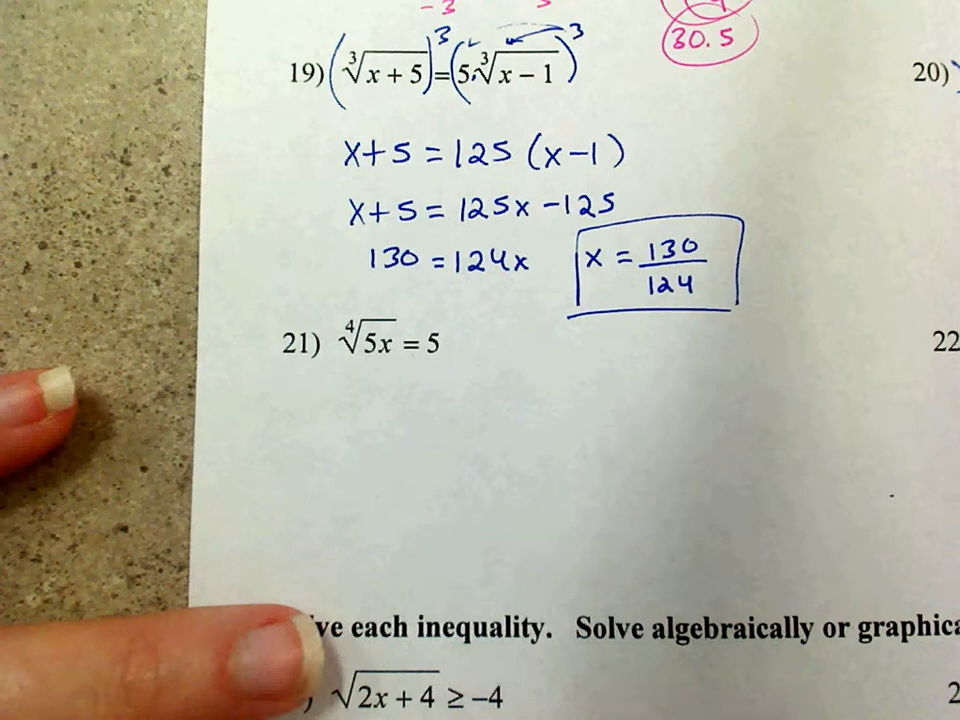 -3
30.5
19) (∛(x + 5))³ = (5·∛(x − 1))³
20)
x+5 = 125 (x-1)
x+5 = 125x -125
130 = 124x
x = 130/124
21) ∜(5x) = 5
22
ve each inequality. Solve algebraically or graphica
) √(2x + 4) ≥ −4
2